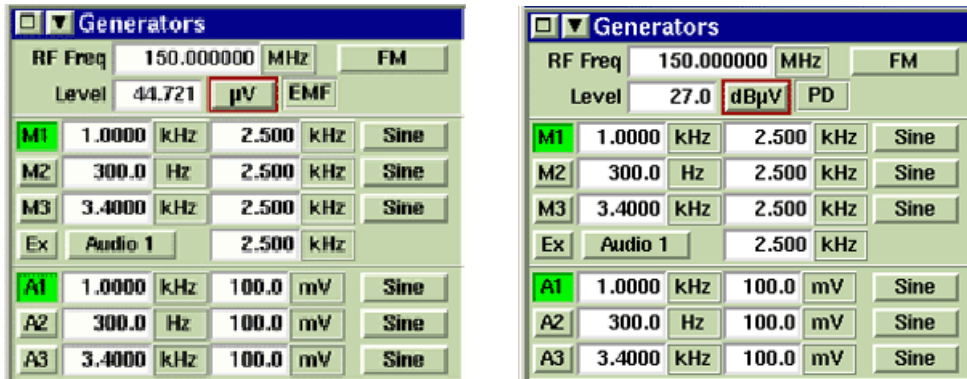 Generators
RF Freq 150.000000 MHz FM
Level 44.721 µV EMF
M1 1.0000 kHz 2.500 kHz Sine
M2 300.0 Hz 2.500 kHz Sine
M3 3.4000 kHz 2.500 kHz Sine
Ex Audio 1 2.500 kHz
A1 1.0000 kHz 100.0 mV Sine
A2 300.0 Hz 100.0 mV Sine
A3 3.4000 kHz 100.0 mV Sine
Generators
RF Freq 150.000000 MHz FM
Level 27.0 dBµV PD
M1 1.0000 kHz 2.500 kHz Sine
M2 300.0 Hz 2.500 kHz Sine
M3 3.4000 kHz 2.500 kHz Sine
Ex Audio 1 2.500 kHz
A1 1.0000 kHz 100.0 mV Sine
A2 300.0 Hz 100.0 mV Sine
A3 3.4000 kHz 100.0 mV Sine